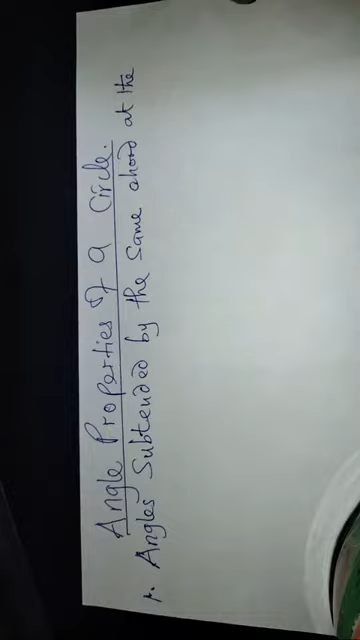 Angle Properties of a Circle.
1. Angles Subtended by the Same chord at the